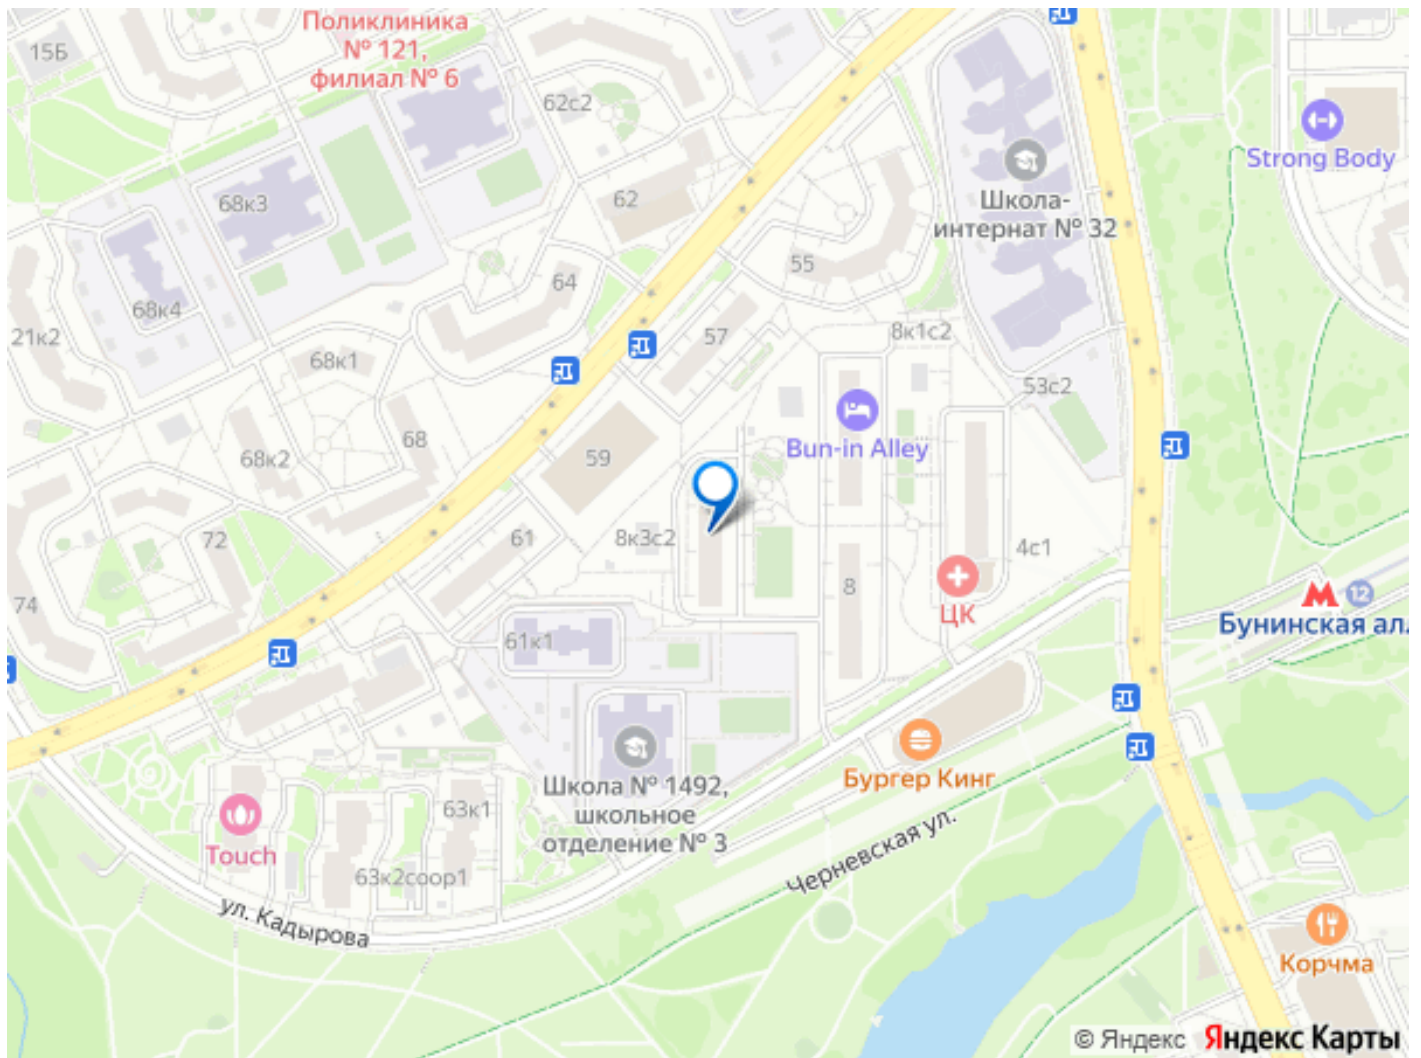 Поликлиника
№ 121,
филиал № 6
15Б
62с2
Strong Body
Школа-
интернат № 32
68к3
62
55
64
68к4
21к2
57
8к1с2
68к1
53с2
68
Bun-in Alley
68к2
59
72
61
8к3с2
4с1
74
8
ЦК
12
Бунинская ал.
61к1
Бургер Кинг
Школа № 1492,
школьное
отделение № 3
63к1
Touch
63к2соор1
Черневская ул.
ул. Кадырова
Корчма
© Яндекс Яндекс Карты